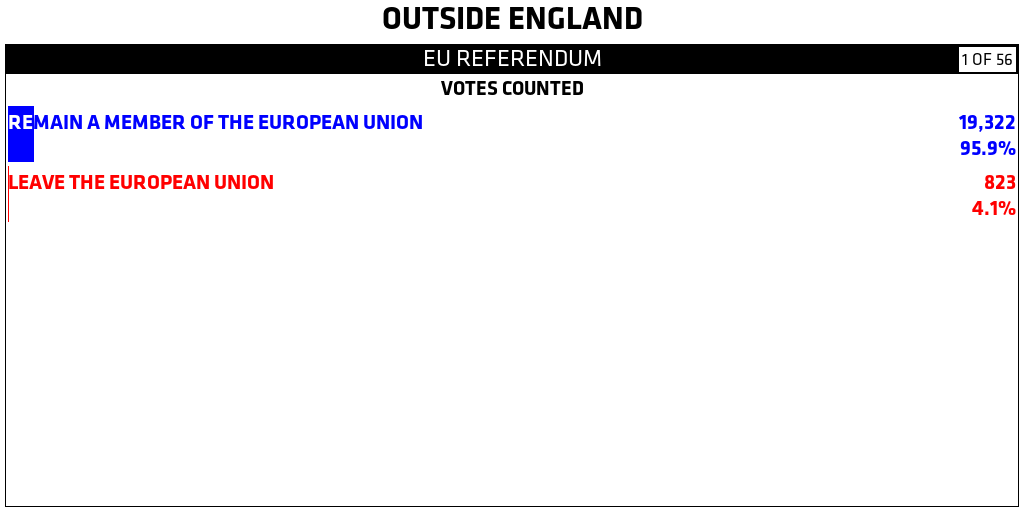 OUTSIDE ENGLAND
EU REFERENDUM
1 OF 56
VOTES COUNTED
REMAIN A MEMBER OF THE EUROPEAN UNION 19,322
95.9%
LEAVE THE EUROPEAN UNION 823
4.1%